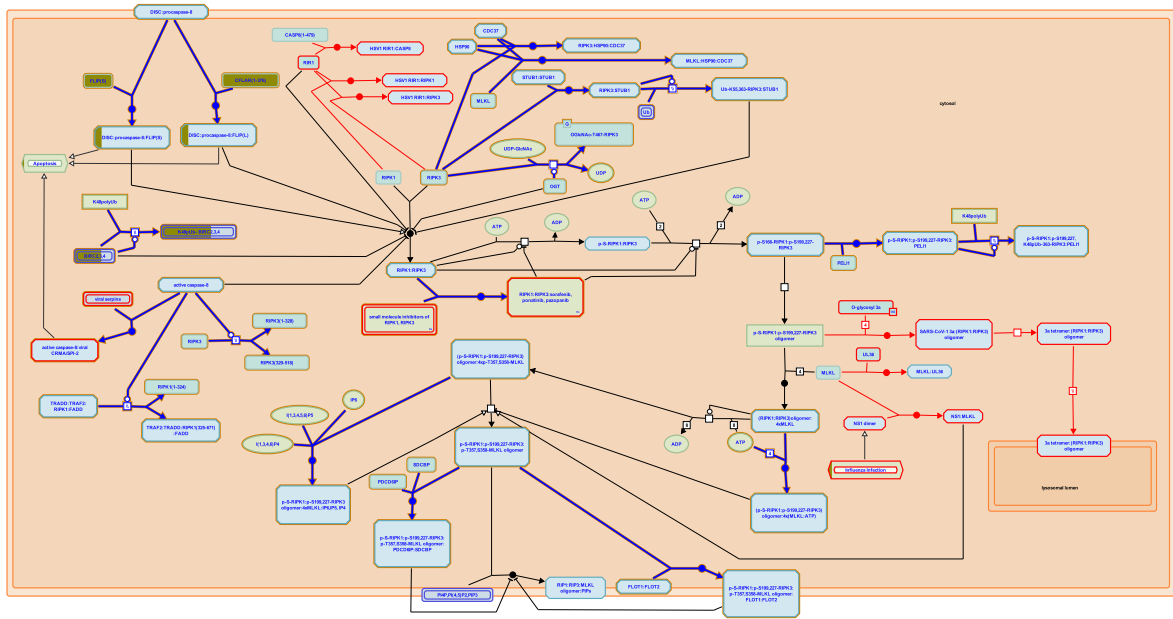 DISC:procaspase-8
CDC37
CASP8(1-479)
HSV1:RIR1:CASP8
HSP90
RIPK3:HSP90:CDC37
RIR1
MLKL:HSP90:CDC37
FLIP(S)
CFLAR(1-376)
HSV1:RIR1:RIPK1
STUB1:STUB1
RIPK3:STUB1
Ub-K55,363-RIPK3:STUB1
HSV1:RIR1:RIPK3
MLKL
Ub
cytosol
DISC:procaspase-8:FLIP(S)
DISC:procaspase-8:FLIP(L)
G
OGlcNAc-T467-RIPK3
UDP-GlcNAc
Apoptosis
UDP
RIPK1
RIPK3
OGT
K48polyUb
ATP
ADP
K48polyUb
K48pUb- BIRC2,3,4
ATP
ADP
2
2
BIRC2,3,4
p-S-RIPK1:RIPK3
p-S166-RIPK1:p-S199,227-
RIPK3
p-S-RIPK1:p-S199,227-RIPK3:
PELI1
p-S-RIPK1:p-S199,227,
K48pUb-363-RIPK3:PELI1
PELI1
RIPK1:RIPK3
active caspase-8
RIPK1:RIPK3:sorafenib,
ponatinib, pazopanib
viral serpins
small molecule inhibitors of
RIPK1, RIPK3
O-glycosyl 3a
RIPK3(1-328)
RIPK3
RIPK3(329-518)
active caspase-8:viral
CRMA/SPI-2
p-S-RIPK1:p-S199,227-RIPK3
oligomer
4
SARS-CoV-1 3a:(RIPK1:RIPK3)
oligomer
3a tetramer:(RIPK1:RIPK3)
oligomer
(p-S-RIPK1:p-S199,227-RIPK3)
oligomer:4xp-T357,S358-MLKL
UL36
4
MLKL
MLKL:UL36
RIPK1(1-324)
IP6
TRADD:TRAF2:
RIPK1:FADD
TRAF2:TRADD:RIPK1(325-671)
:FADD
I(1,3,4,5,6)P5
I(1,3,4,6)P4
(RIPK1:RIPK3)oligomer:
4xMLKL
NS1 dimer
NS1:MLKL
ADP
ATP
4
p-S-RIPK1:p-S199,227-RIPK3:
p-T357,S358-MLKL oligomer
3a tetramer:(RIPK1:RIPK3)
oligomer
SDCBP
PDCD6IP
Influenza Infection
lysosomal lumen
p-S-RIPK1:p-S199,227-RIPK3
oligomer:4xMLKL:IP6,IP5, IP4
(p-S-RIPK1:p-S199,227-RIPK3)
oligomer:4x(MLKL:ATP)
p-S-RIPK1:p-S199,227-RIPK3:
p-T357,S358-MLKL oligomer:
PDCD6IP:SDCBP
PI4P,PI(4,5)P2,PIP3
RIP1:RIP3:MLKL
oligomer:PIPs
FLOT1:FLOT2
p-S-RIPK1:p-S199,227-RIPK3:
p-T357,S358-MLKL oligomer:
FLOT1:FLOT2